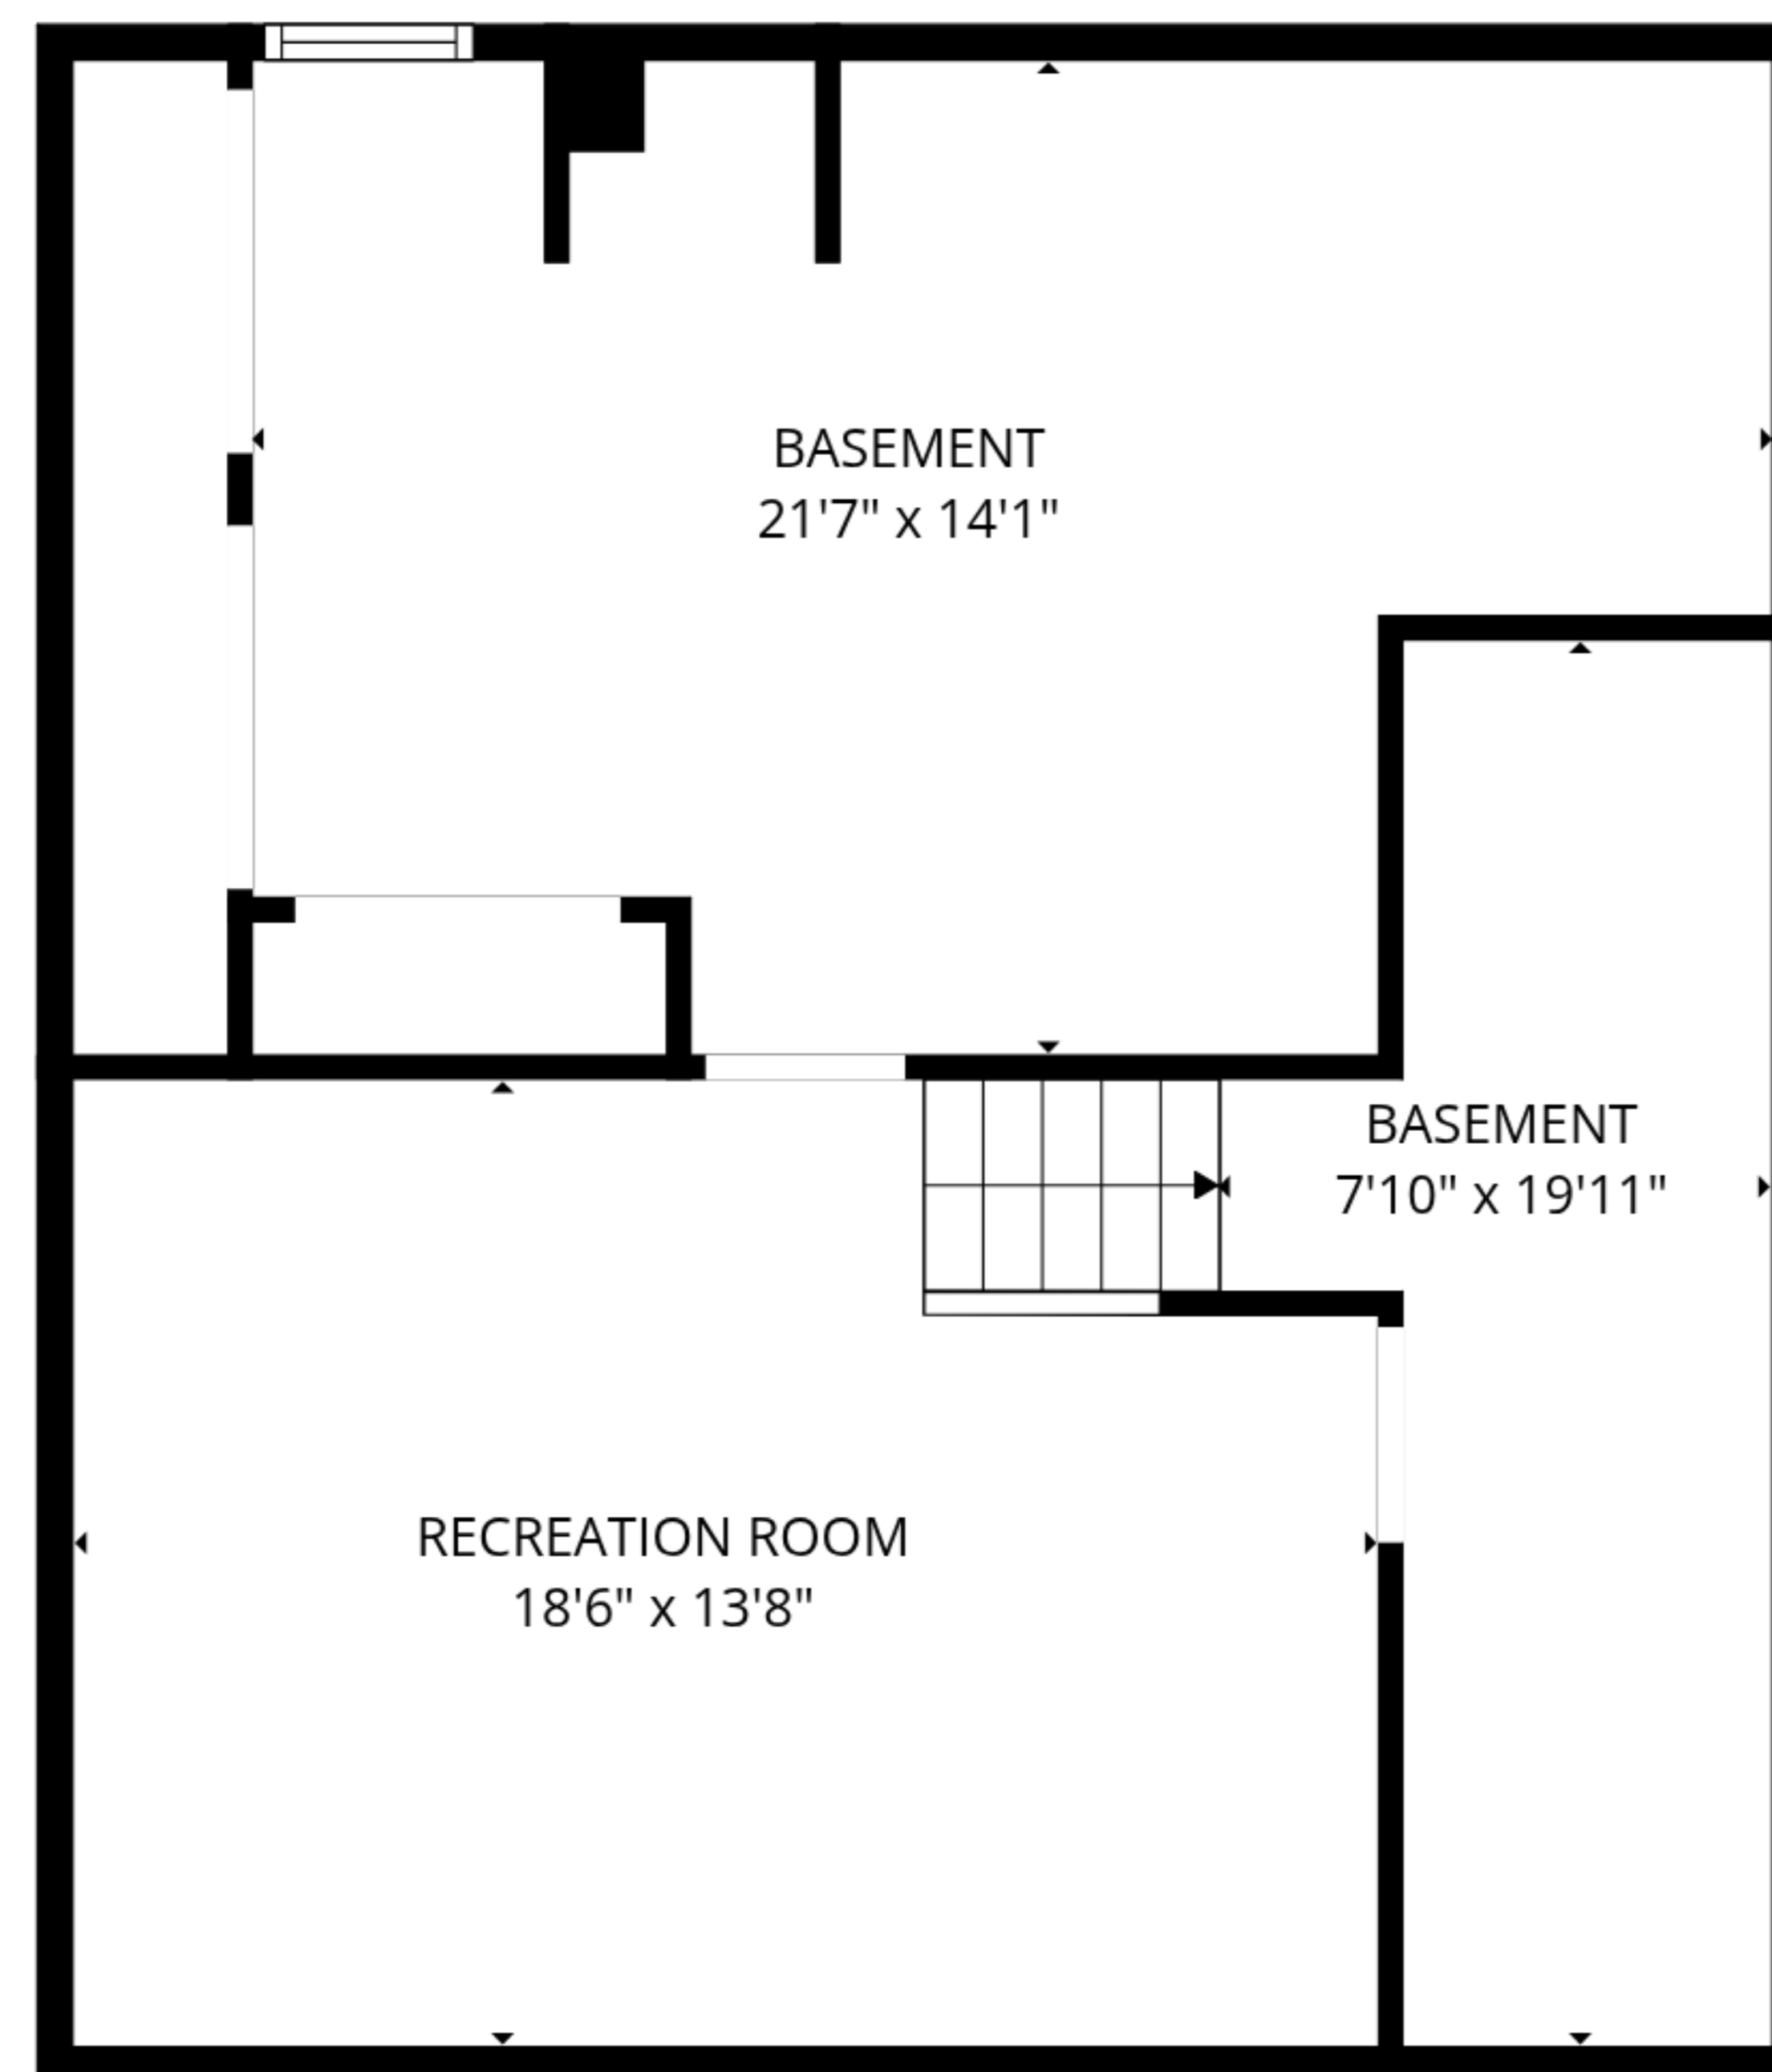 BASEMENT
21'7" x 14'1"
BASEMENT
7'10" x 19'11"
RECREATION ROOM
18'6" x 13'8"